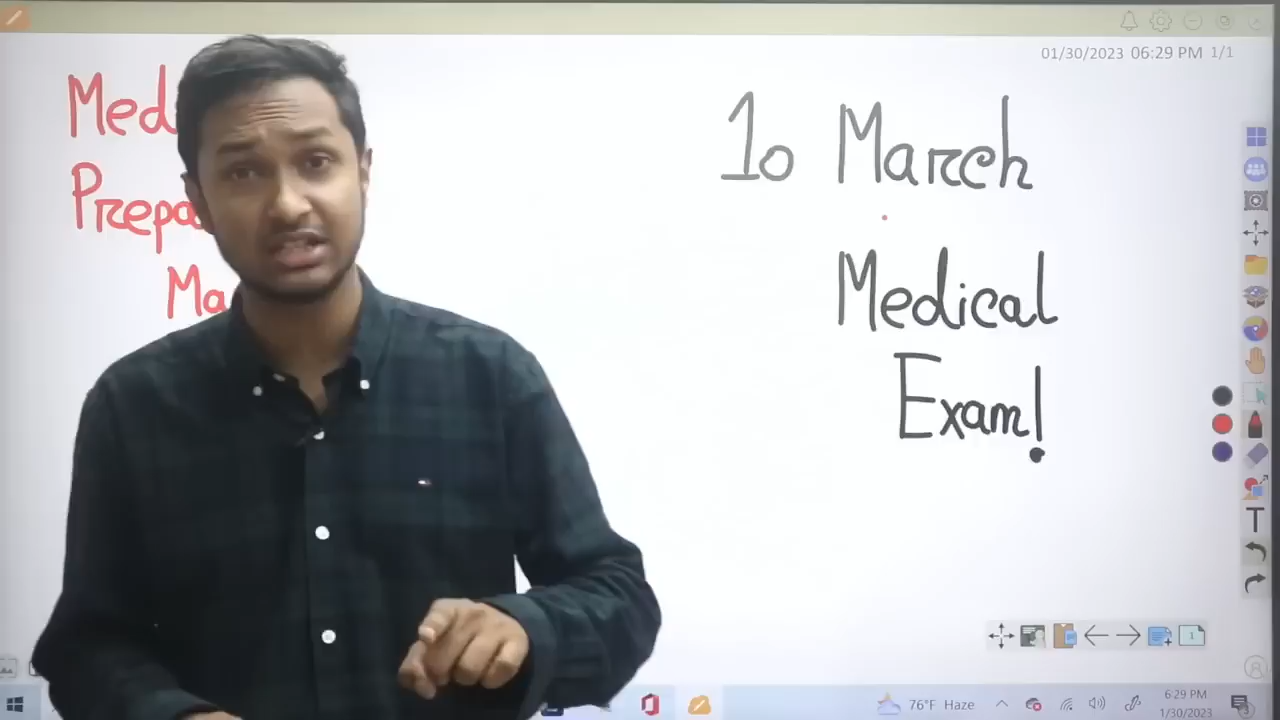 01/30/2023 06:29 PM 1/1
Med
Prepa
Ma
10 March
Medical
Exam!
T
1
76°F Haze
6:29 PM
1/30/2023